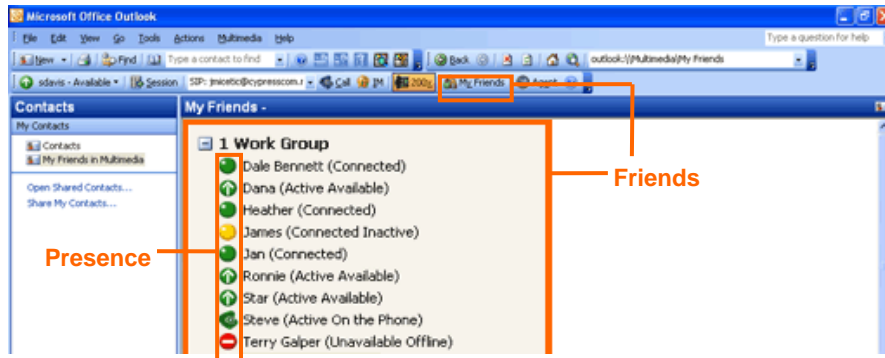 Microsoft Office Outlook
File Edit View Go Tools Actions Multimedia Help
Type a question for help
New Find Type a contact to find Back outlook:\\Multimedia\My Friends
sdavis - Available Session SIP: jnicetic@cypresscom.r Call IM 200x My Friends Agent
Contacts
My Friends -
My Contacts
Contacts
My Friends in Multimedia
Open Shared Contacts...
Share My Contacts...
1 Work Group
Dale Bennett (Connected)
Dana (Active Available)
Heather (Connected)
James (Connected Inactive)
Jan (Connected)
Ronnie (Active Available)
Star (Active Available)
Steve (Active On the Phone)
Terry Galper (Unavailable Offline)
Friends
Presence